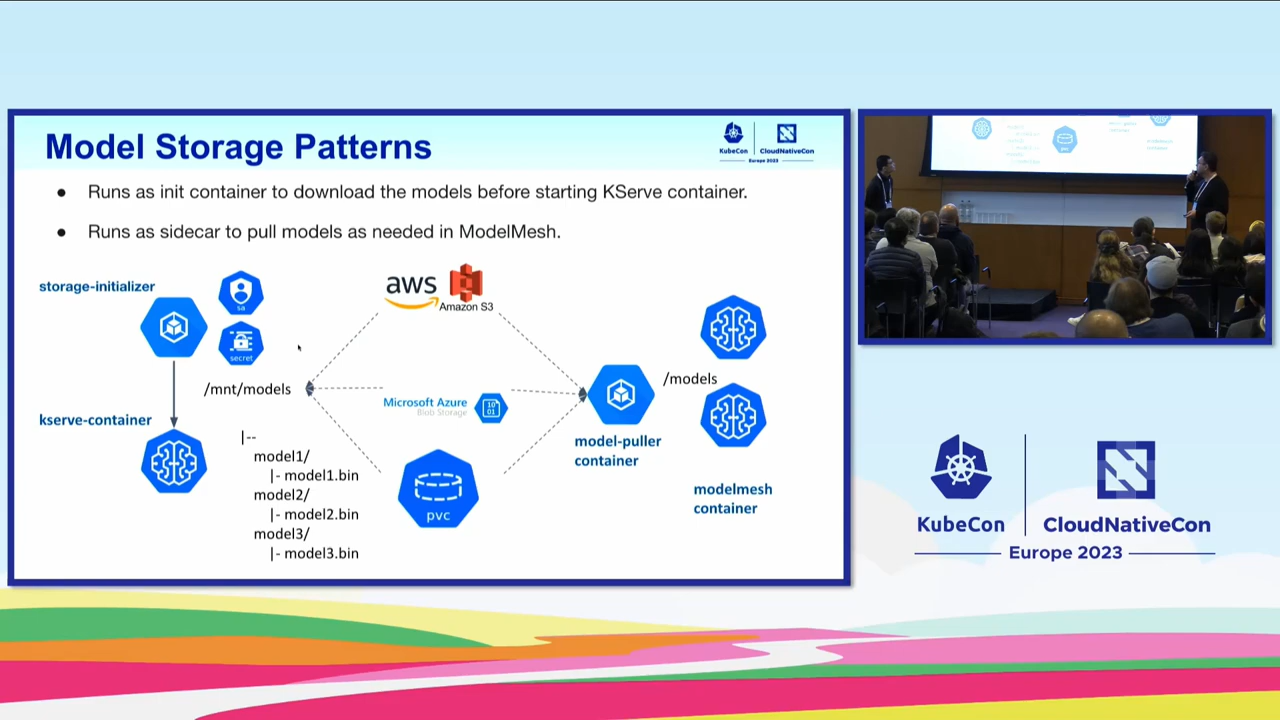 Model Storage Patterns
KubeCon
CloudNativeCon
Europe 2023
● Runs as init container to download the models before starting KServe container.
● Runs as sidecar to pull models as needed in ModelMesh.
storage-initializer
sa
secret
/mnt/models
kserve-container
|--
model1/
|- model1.bin
model2/
|- model2.bin
model3/
|- model3.bin
aws
Amazon S3
Microsoft Azure
Blob Storage
10
01
pvc
/models
model-puller
container
modelmesh
container
pvc
KubeCon
CloudNativeCon
Europe 2023